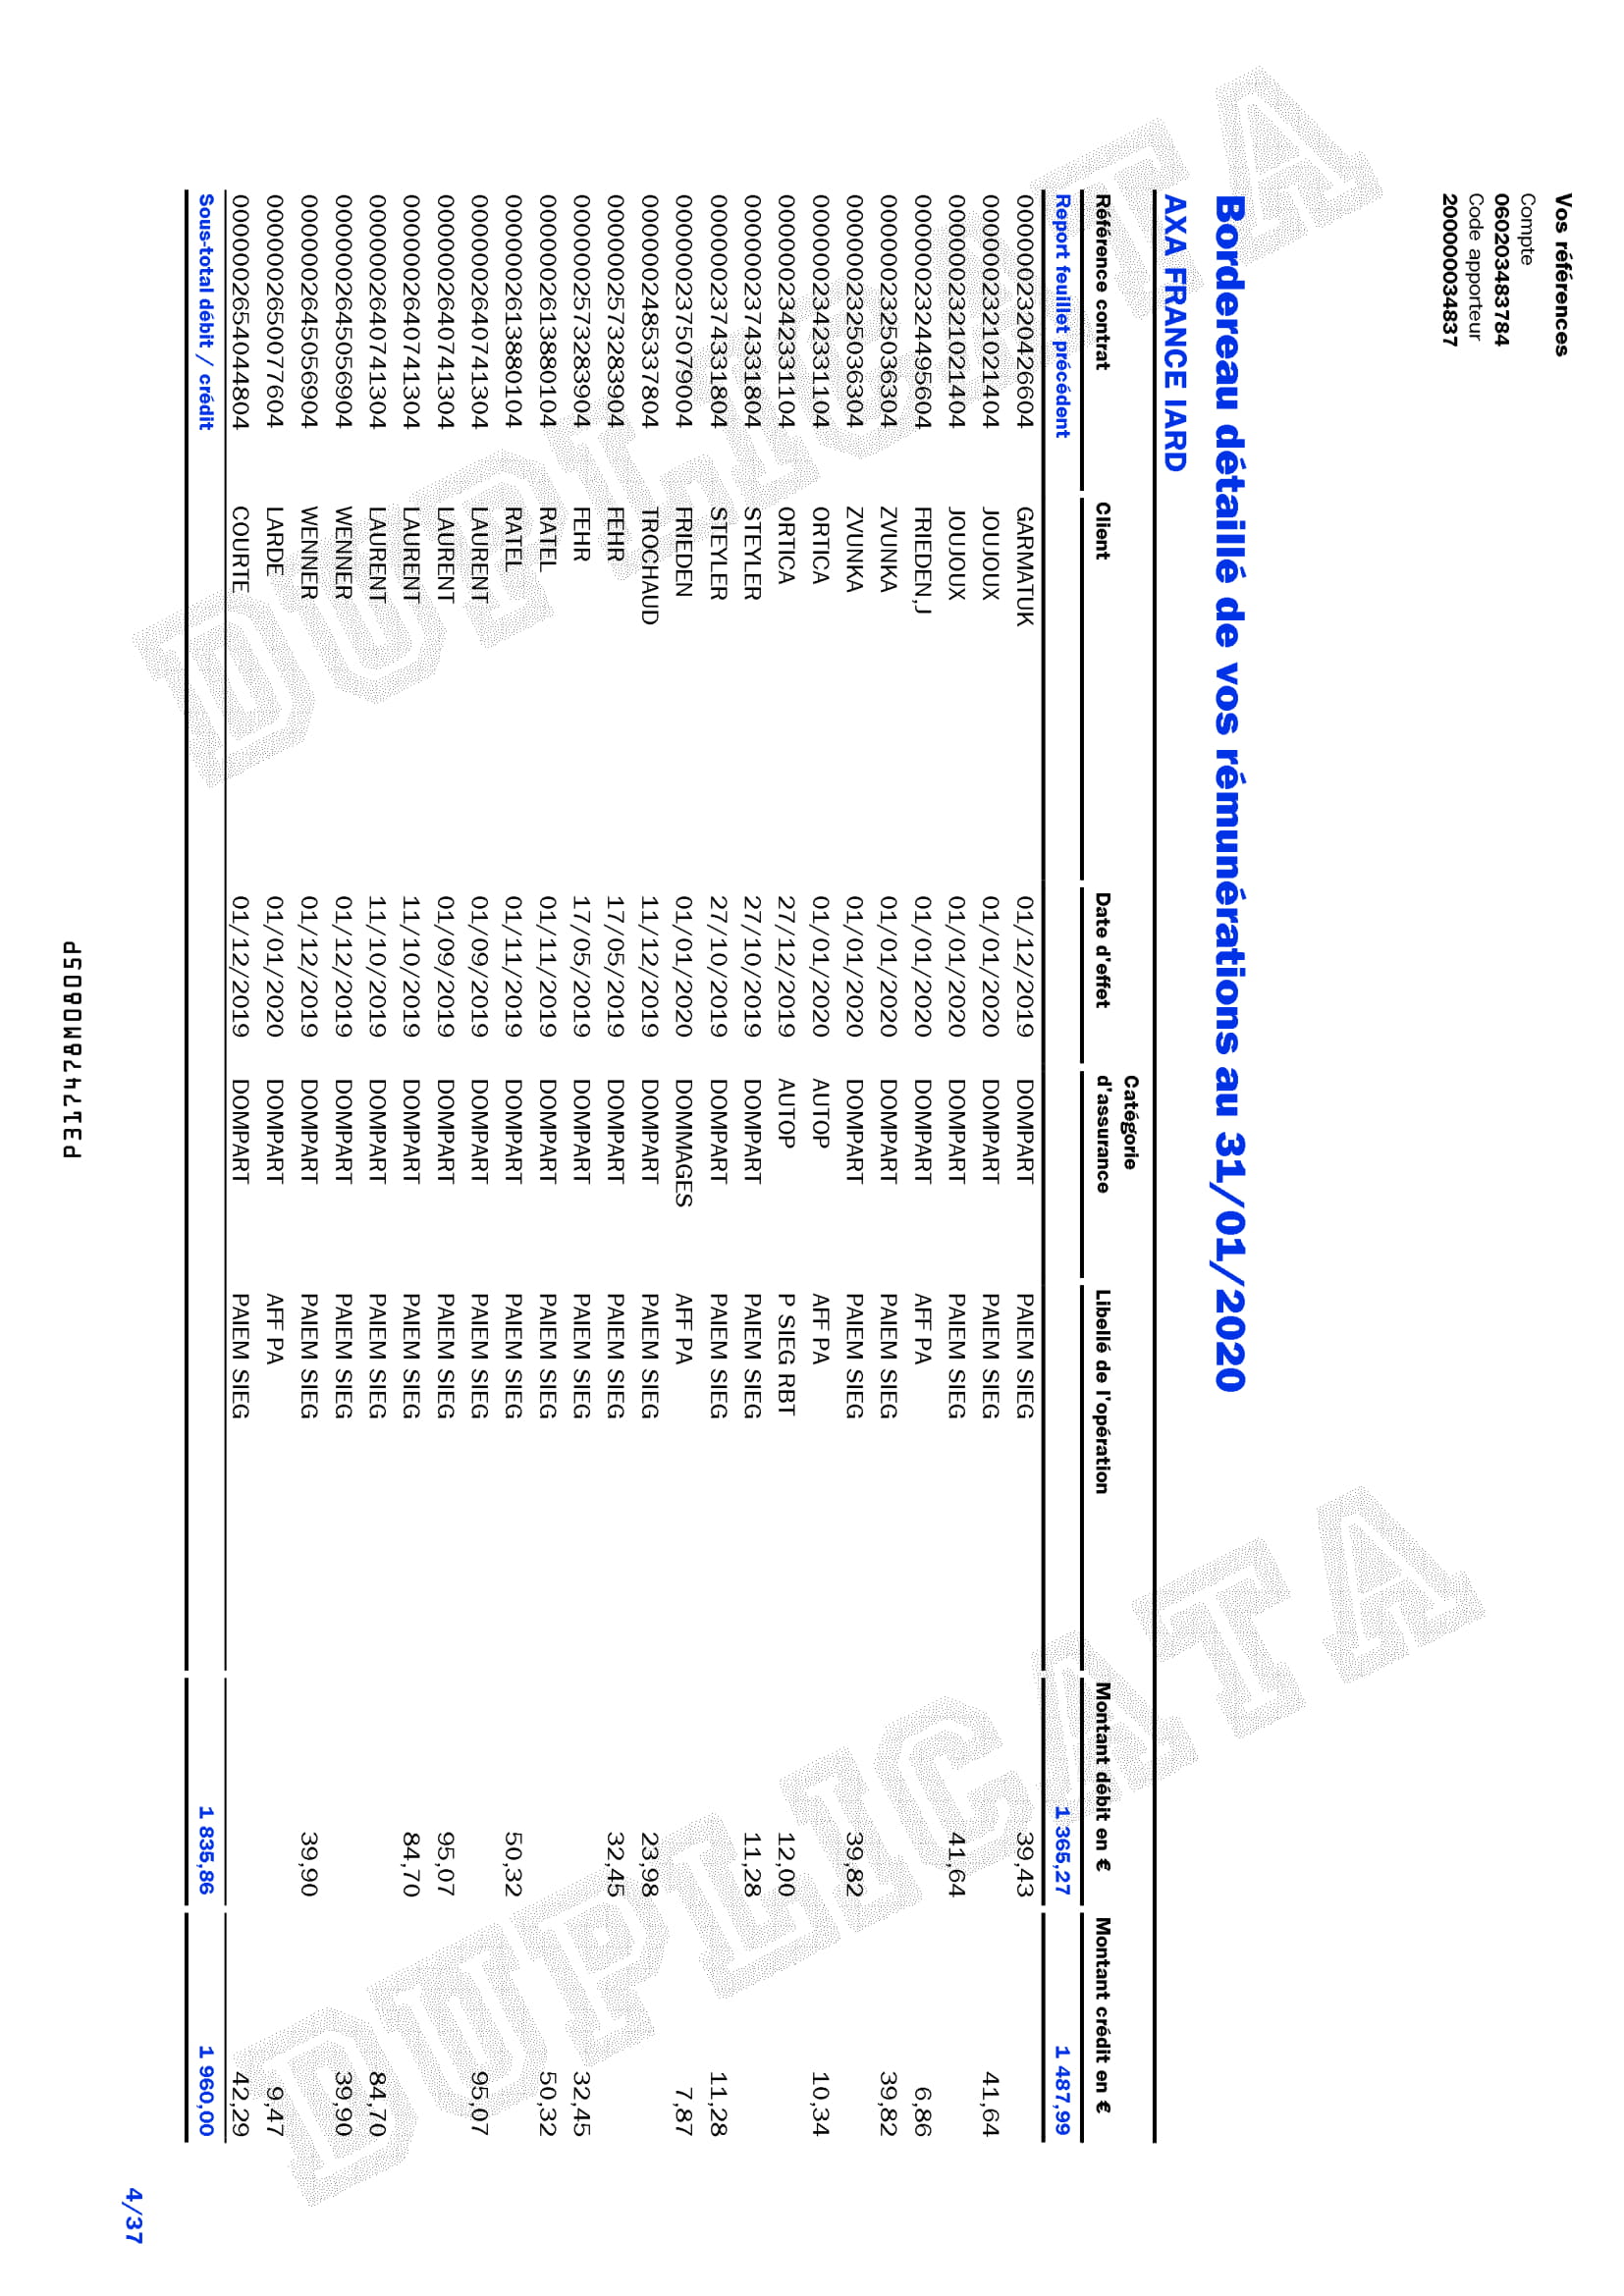 Vos références
Compte
060203483784
Code apporteur
2000000034837
Bordereau détaillé de vos rémunérations au 31/01/2020
AXA FRANCE IARD
Référence contrat Client Date d'effet Catégorie d'assurance Libellé de l'opération Montant débit en € Montant crédit en €
Report feuillet précédent 1 365,27 1 487,99
0000002320426604 GARMATUK 01/12/2019 DOMPART PAIEM SIEG 39,43
0000002321021404 JOUJOUX 01/01/2020 DOMPART PAIEM SIEG 41,64
0000002321021404 JOUJOUX 01/01/2020 DOMPART PAIEM SIEG 41,64
0000002324495604 FRIEDEN,J 01/01/2020 DOMPART AFF PA 6,86
0000002325036304 ZVUNKA 01/01/2020 DOMPART PAIEM SIEG 39,82
0000002325036304 ZVUNKA 01/01/2020 DOMPART PAIEM SIEG 39,82
0000002342331104 ORTICA 01/01/2020 AUTOP AFF PA 10,34
0000002342331104 ORTICA 27/12/2019 AUTOP P SIEG RBT 12,00
0000002374331804 STEYLER 27/10/2019 DOMPART PAIEM SIEG 11,28
0000002374331804 STEYLER 27/10/2019 DOMPART PAIEM SIEG 11,28
0000002375079004 FRIEDEN 01/01/2020 DOMMAGES AFF PA 7,87
0000002485337804 TROCHAUD 11/12/2019 DOMPART PAIEM SIEG 23,98
0000002573283904 FEHR 17/05/2019 DOMPART PAIEM SIEG 32,45
0000002573283904 FEHR 17/05/2019 DOMPART PAIEM SIEG 32,45
0000002613880104 RATEL 01/11/2019 DOMPART PAIEM SIEG 50,32
0000002613880104 RATEL 01/11/2019 DOMPART PAIEM SIEG 50,32
0000002640741304 LAURENT 01/09/2019 DOMPART PAIEM SIEG 95,07
0000002640741304 LAURENT 01/09/2019 DOMPART PAIEM SIEG 95,07
0000002640741304 LAURENT 11/10/2019 DOMPART PAIEM SIEG 84,70
0000002640741304 LAURENT 11/10/2019 DOMPART PAIEM SIEG 84,70
0000002645056904 WENNER 01/12/2019 DOMPART PAIEM SIEG 39,90
0000002645056904 WENNER 01/12/2019 DOMPART PAIEM SIEG 39,90
0000002650077604 LARDE 01/01/2020 DOMPART AFF PA 9,47
0000002654044804 COURTE 01/12/2019 DOMPART PAIEM SIEG 42,29
Sous-total débit / crédit 1 835,86 1 960,00
DUPLICATA
DUPLICATA
4/37